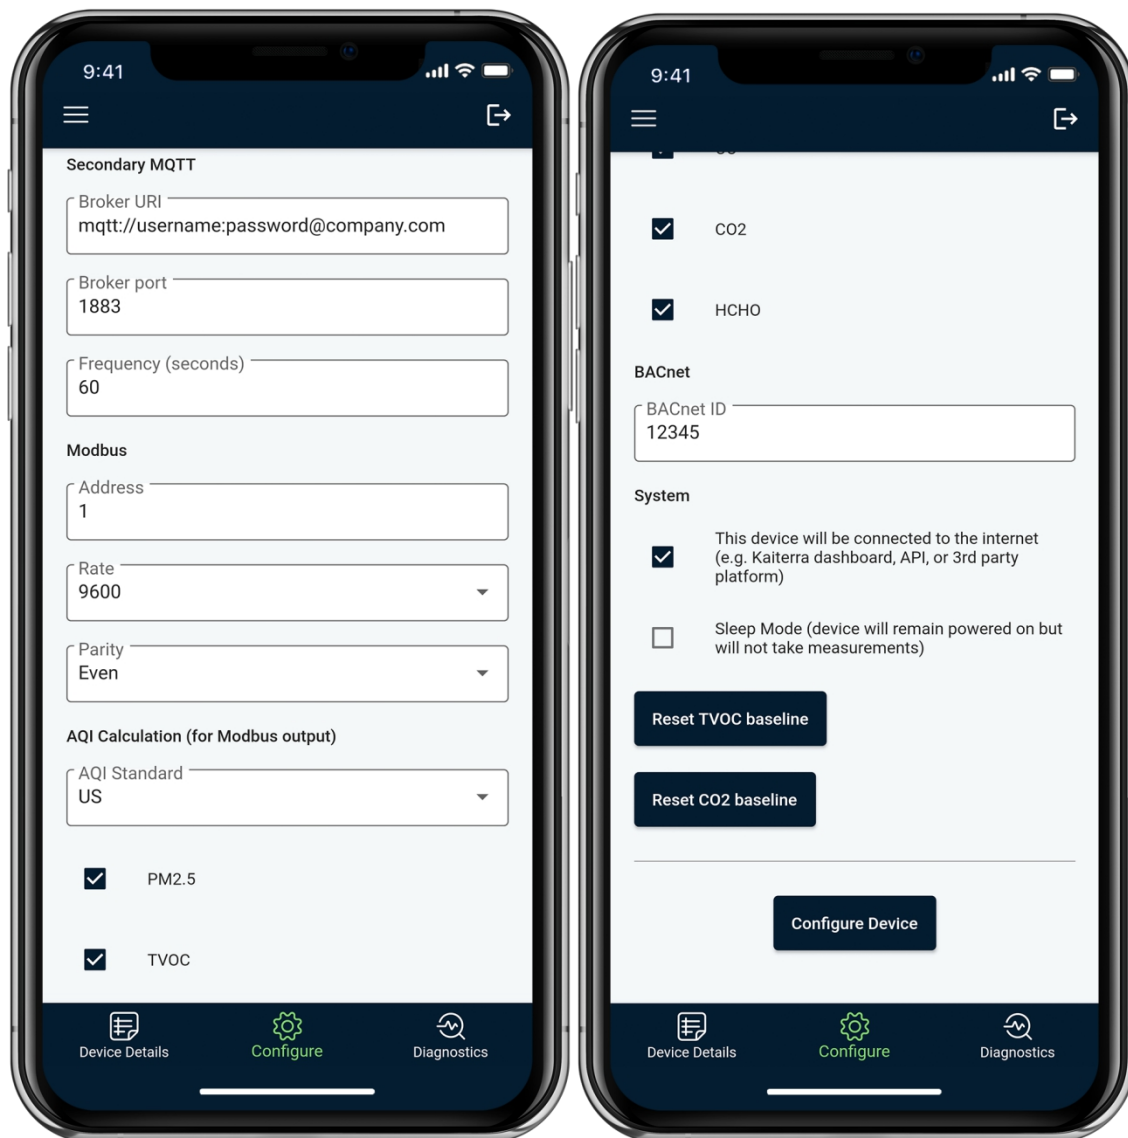 9:41
Secondary MQTT
Broker URI
mqtt://username:password@company.com
Broker port
1883
Frequency (seconds)
60
Modbus
Address
1
Rate
9600
Parity
Even
AQI Calculation (for Modbus output)
AQI Standard
US
PM2.5
TVOC
Device Details
Configure
Diagnostics
9:41
CO2
HCHO
BACnet
BACnet ID
12345
System
This device will be connected to the internet
(e.g. Kaiterra dashboard, API, or 3rd party
platform)
Sleep Mode (device will remain powered on but
will not take measurements)
Reset TVOC baseline
Reset CO2 baseline
Configure Device
Device Details
Configure
Diagnostics